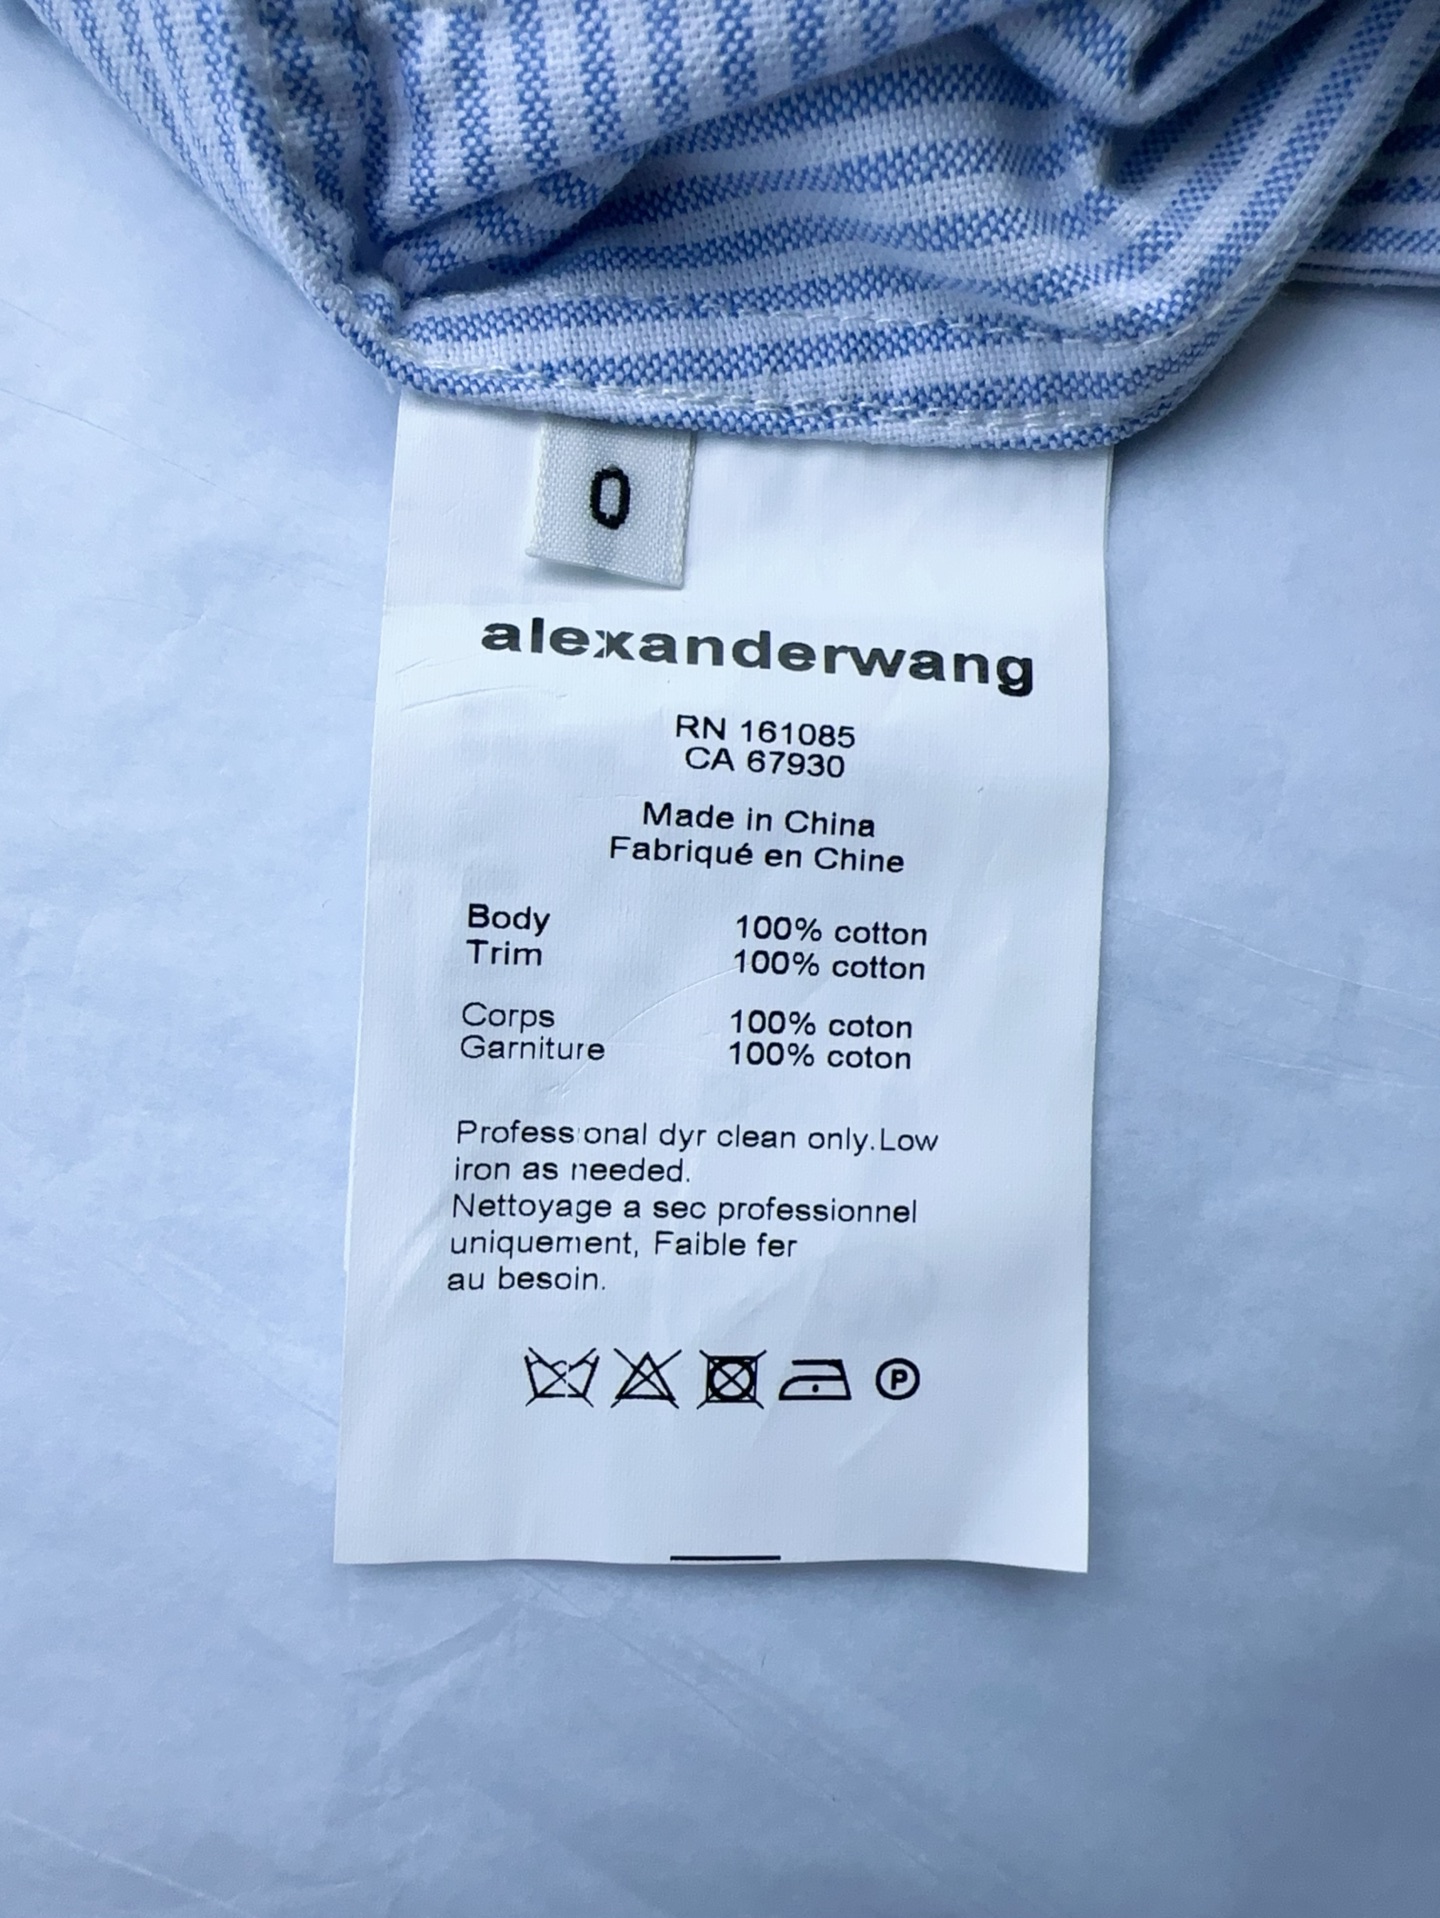 0
alexanderwang
RN 161085
CA 67930
Made in China
Fabriqué en Chine
Body 100% cotton
Trim 100% cotton
Corps 100% coton
Garniture 100% coton
Professional dyr clean only.Low
iron as needed.
Nettoyage a sec professionnel
uniquement, Faible fer
au besoin.
P